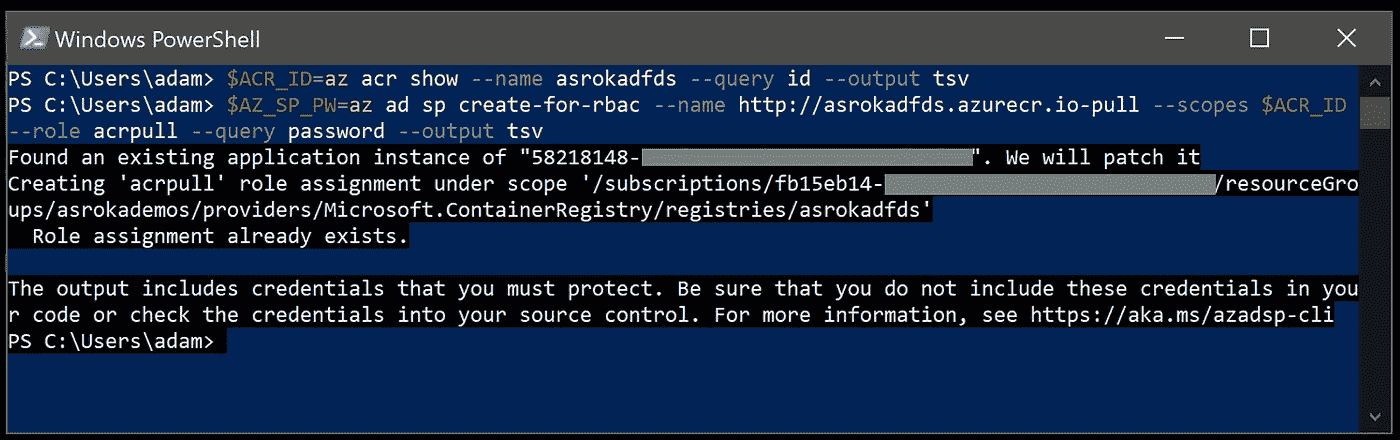 Windows PowerShell
PS C:\Users\adam> $ACR_ID=az acr show --name asrokadfds --query id --output tsv
PS C:\Users\adam> $AZ_SP_PW=az ad sp create-for-rbac --name http://asrokadfds.azurecr.io-pull --scopes $ACR_ID
--role acrpull --query password --output tsv
Found an existing application instance of "58218148-". We will patch it
Creating 'acrpull' role assignment under scope '/subscriptions/fb15eb14-/resourceGro
ups/asrokademos/providers/Microsoft.ContainerRegistry/registries/asrokadfds'
  Role assignment already exists.
The output includes credentials that you must protect. Be sure that you do not include these credentials in you
r code or check the credentials into your source control. For more information, see https://aka.ms/azadsp-cli
PS C:\Users\adam>